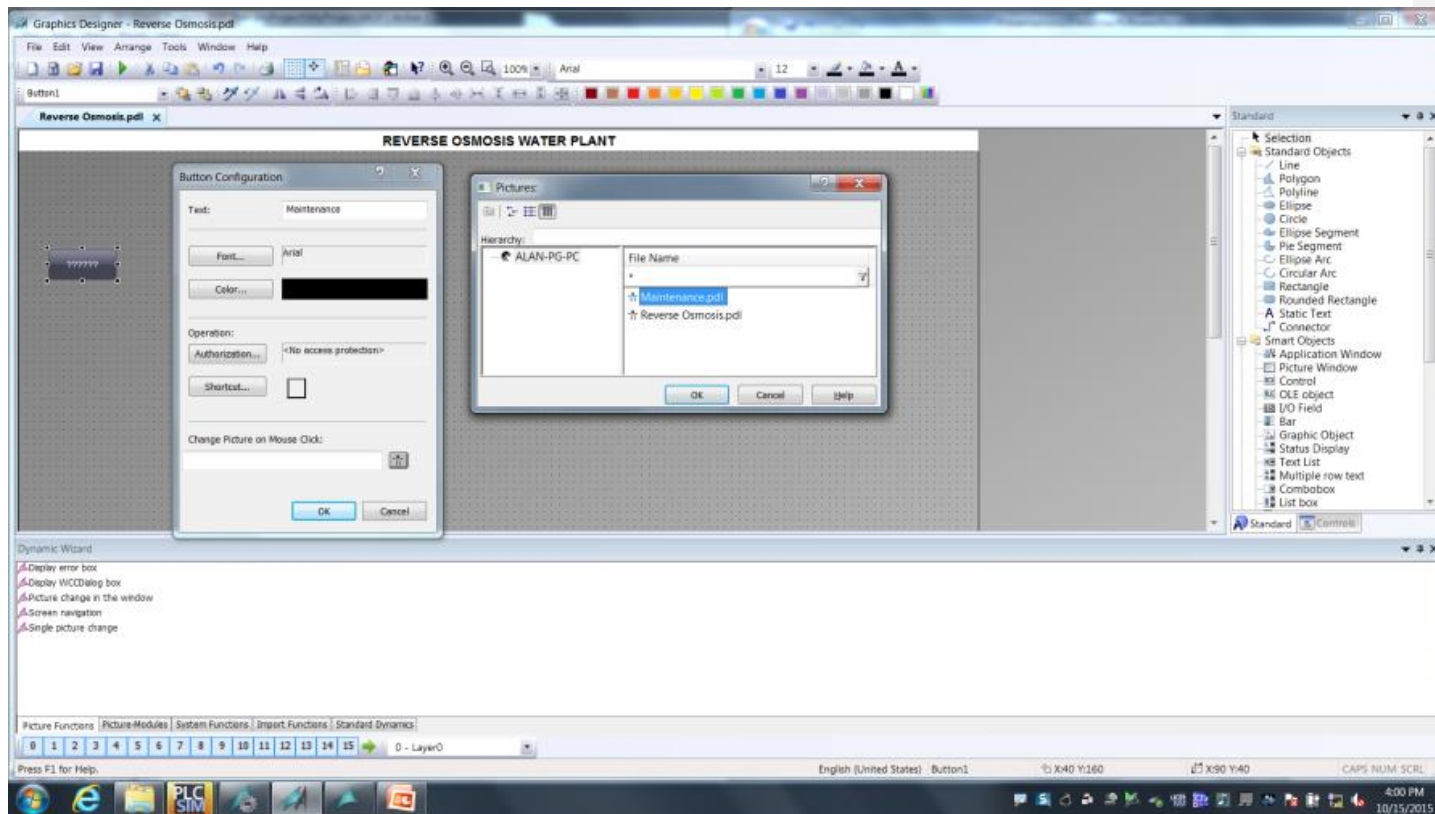 Graphics Designer - Reverse Osmosis.pdl
File Edit View Arrange Tools Window Help
100% Arial 12 A
Button1
Reverse Osmosis.pdl X
REVERSE OSMOSIS WATER PLANT
Button Configuration
Text: Maintenance
Font... Arial
Color...
Operation:
Authorization... <No access protection>
Shortcut...
Change Picture on Mouse Click:
OK Cancel
??????
Pictures:
Hierarchy:
ALAN-PG-PC
File Name
*
Maintenance.pdl
Reverse Osmosis.pdl
OK Cancel Help
Standard
Selection
Standard Objects
Line
Polygon
Polyline
Ellipse
Circle
Ellipse Segment
Pie Segment
Ellipse Arc
Circular Arc
Rectangle
Rounded Rectangle
A Static Text
Connector
Smart Objects
Application Window
Picture Window
Control
OLE object
I/O Field
Bar
Graphic Object
Status Display
Text List
Multiple row text
Combobox
List box
Standard Controls
Dynamic Wizard
Display error box
Display WCCDialog box
Picture change in the window
Screen navigation
Single picture change
Picture Functions Picture-Modules System Functions Import Functions Standard Dynamics
0 1 2 3 4 5 6 7 8 9 10 11 12 13 14 15 0 - Layer0
Press F1 for Help. English (United States) Button1 X:40 Y:160 X:90 Y:40 CAPS NUM SCRL
PLC SIM
4:00 PM
10/15/2015